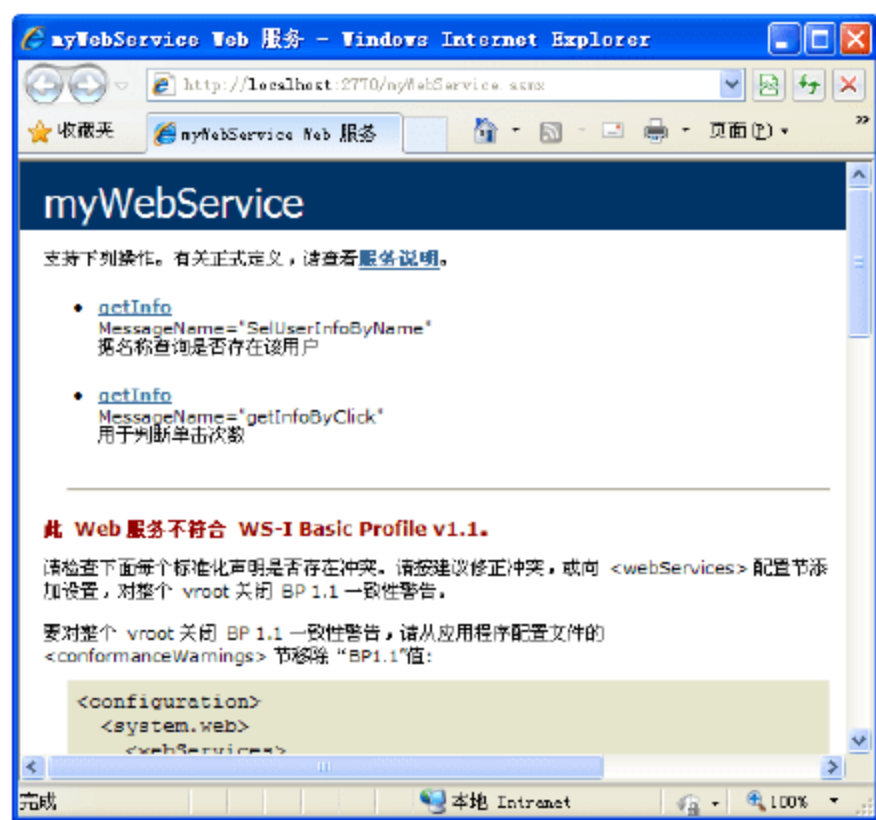 myWebService Web 服务 - Windows Internet Explorer
http://localhost:2770/myWebService.asmx
收藏夹
myWebService Web 服务
页面(P)
»
myWebService
支持下列操作。有关正式定义，请查看服务说明。
• getInfo
MessageName="SelUserInfoByName"
据名称查询是否存在该用户
• getInfo
MessageName="getInfoByClick"
用于判断单击次数
此 Web 服务不符合 WS-I Basic Profile v1.1。
请检查下面每个标准化声明是否存在冲突。请按建议修正冲突，或向 <webServices> 配置节添
加设置，对整个 vroot 关闭 BP 1.1 一致性警告。
要对整个 vroot 关闭 BP 1.1 一致性警告，请从应用程序配置文件的
<conformanceWarnings> 节移除“BP1.1”值:
<configuration>
<system.web>
<webServices>
完成
本地 Intranet
100%